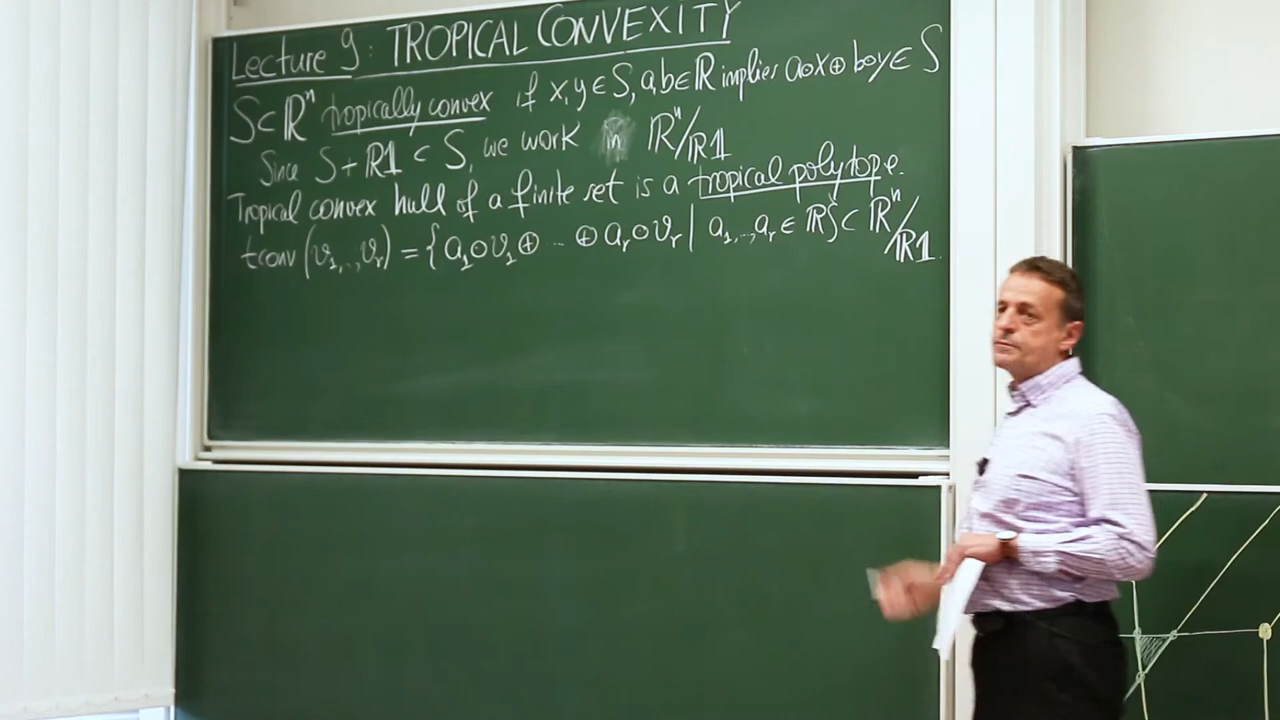 Lecture 9: TROPICAL CONVEXITY
S⊂ℝⁿ tropically convex if x,y∈S, a,b∈ℝ implies a⊙x⊕b⊙y∈S
Since S+ℝ𝟙⊂S, we work in ℝⁿ/ℝ𝟙
Tropical convex hull of a finite set is a tropical polytope.
tconv(v₁,..,vᵣ) = {a₁⊙v₁⊕ ... ⊕aᵣ⊙vᵣ | a₁,..,aᵣ∈ℝ}⊂ℝⁿ/ℝ𝟙.